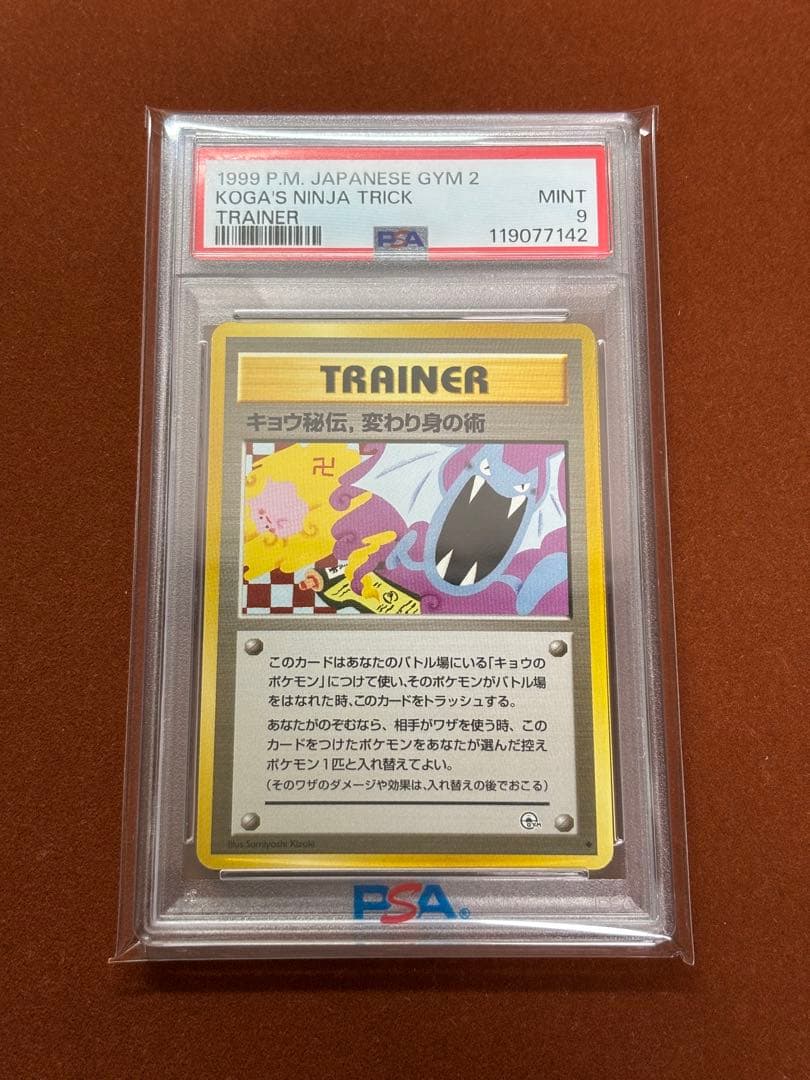 1999 P.M. JAPANESE GYM 2
KOGA'S NINJA TRICK MINT
TRAINER 9
PSA 119077142
TRAINER
キョウ秘伝, 変わり身の術
卍
このカードはあなたのバトル場にいる「キョウの
ポケモン」につけて使い、そのポケモンがバトル場
をはなれた時、このカードをトラッシュする。
あなたがのぞむなら、相手がワザを使う時、この
カードをつけたポケモンをあなたが選んだ控え
ポケモン1匹と入れ替えてよい。
(そのワザのダメージや効果は、入れ替えの後でおこる)
GYM
Illus. Sumiyoshi Kizuki
PSA®